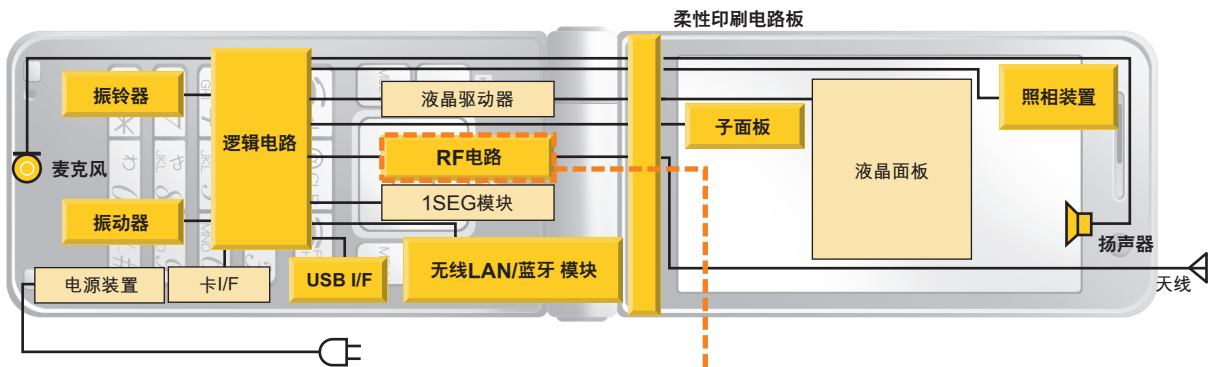 柔性印刷电路板
振铃器
逻辑电路
液晶驱动器
子面板
照相装置
麦克风
RF电路
液晶面板
1SEG模块
振动器
扬声器
电源装置
卡I/F
USB I/F
无线LAN/蓝牙 模块
天线